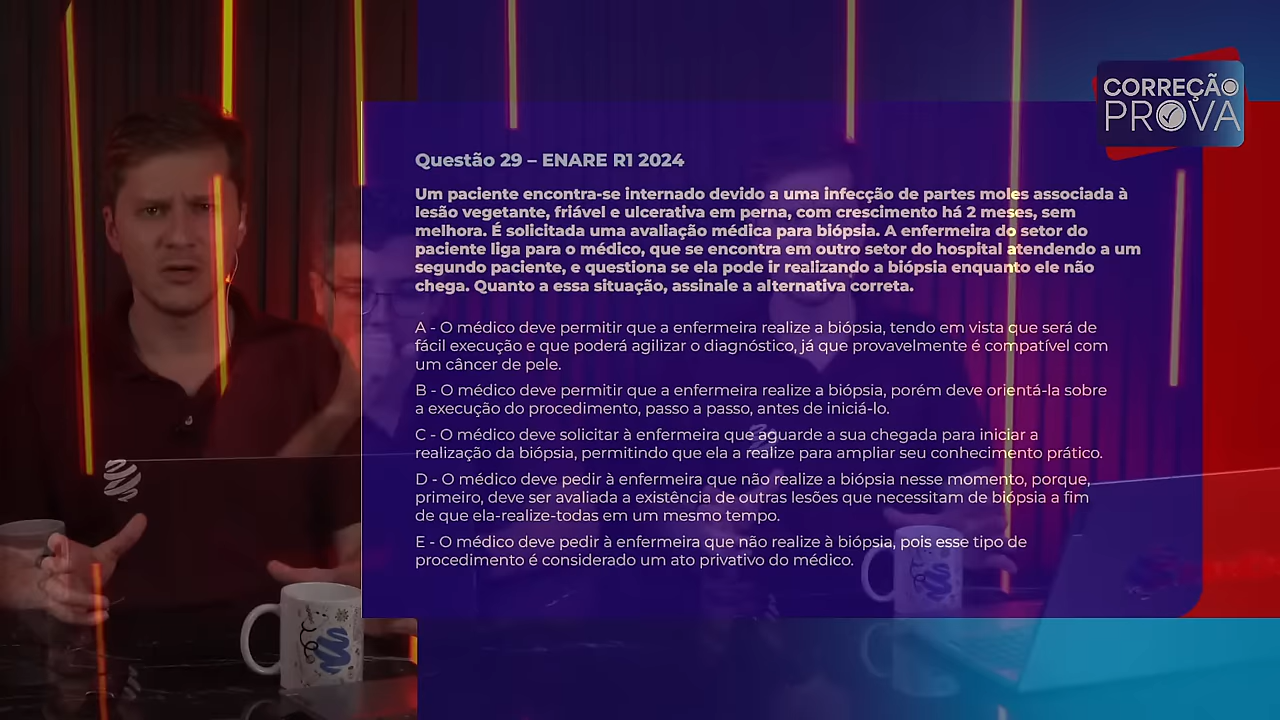 CORREÇÃO
PROVA
Questão 29 – ENARE R1 2024
Um paciente encontra-se internado devido a uma infecção de partes moles associada à
lesão vegetante, friável e ulcerativa em perna, com crescimento há 2 meses, sem
melhora. É solicitada uma avaliação médica para biópsia. A enfermeira do setor do
paciente liga para o médico, que se encontra em outro setor do hospital atendendo a um
segundo paciente, e questiona se ela pode ir realizando a biópsia enquanto ele não
chega. Quanto a essa situação, assinale a alternativa correta.
A - O médico deve permitir que a enfermeira realize a biópsia, tendo em vista que será de
fácil execução e que poderá agilizar o diagnóstico, já que provavelmente é compatível com
um câncer de pele.
B - O médico deve permitir que a enfermeira realize a biópsia, porém deve orientá-la sobre
a execução do procedimento, passo a passo, antes de iniciá-lo.
C - O médico deve solicitar à enfermeira que aguarde a sua chegada para iniciar a
realização da biópsia, permitindo que ela a realize para ampliar seu conhecimento prático.
D - O médico deve pedir à enfermeira que não realize a biópsia nesse momento, porque,
primeiro, deve ser avaliada a existência de outras lesões que necessitam de biópsia a fim
de que ela-realize-todas em um mesmo tempo.
E - O médico deve pedir à enfermeira que não realize à biópsia, pois esse tipo de
procedimento é considerado um ato privativo do médico.